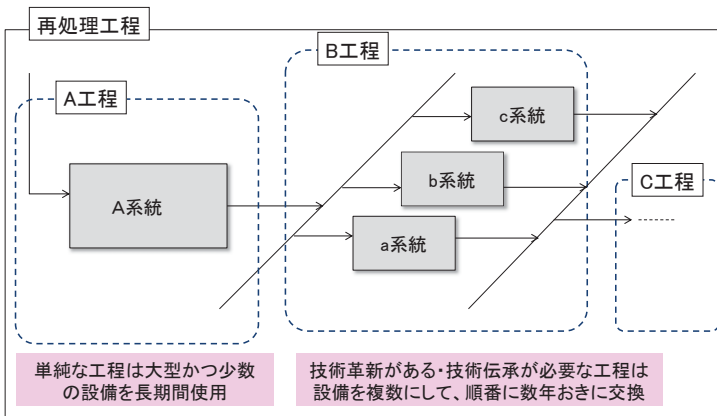 再処理工程
A工程
B工程
C工程
A系統
c系統
b系統
a系統
単純な工程は大型かつ少数
の設備を長期間使用
技術革新がある・技術伝承が必要な工程は
設備を複数にして、順番に数年おきに交換